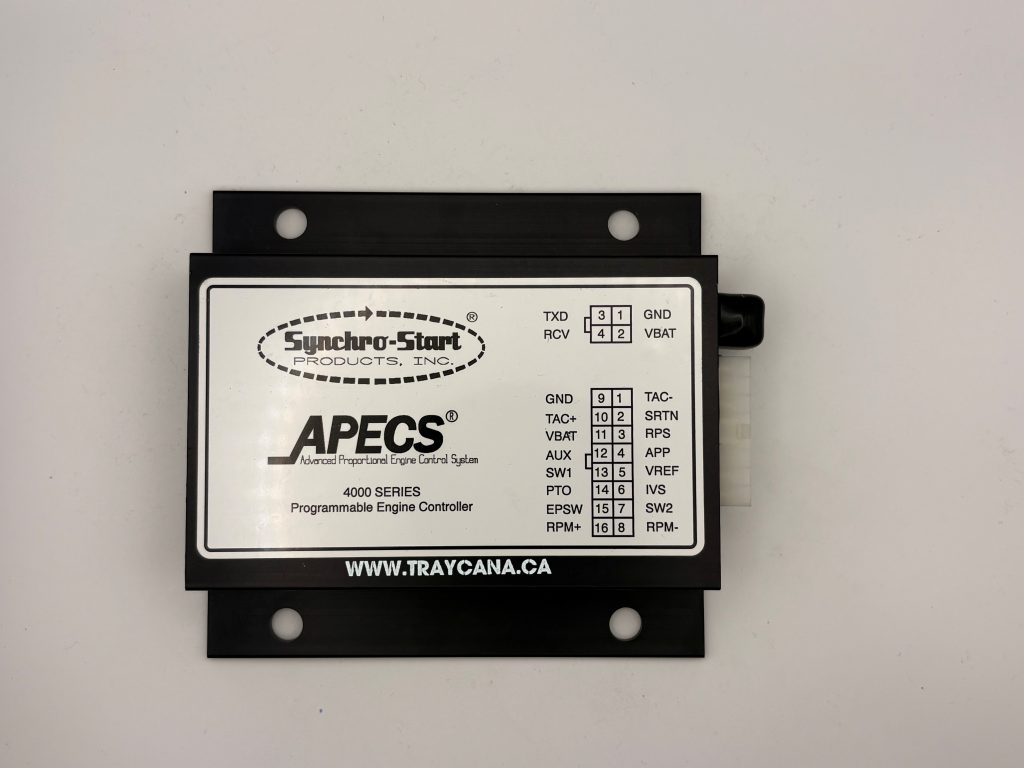 Synchro-Start ®
PRODUCTS, INC.
APECS®
Advanced Proportional Engine Control System
4000 SERIES
Programmable Engine Controller
TXD 3 1 GND
RCV 4 2 VBAT
GND 9 1 TAC-
TAC+ 10 2 SRTN
VBAT 11 3 RPS
AUX 12 4 APP
SW1 13 5 VREF
PTO 14 6 IVS
EPSW 15 7 SW2
RPM+ 16 8 RPM-
WWW.TRAYCANA.CA